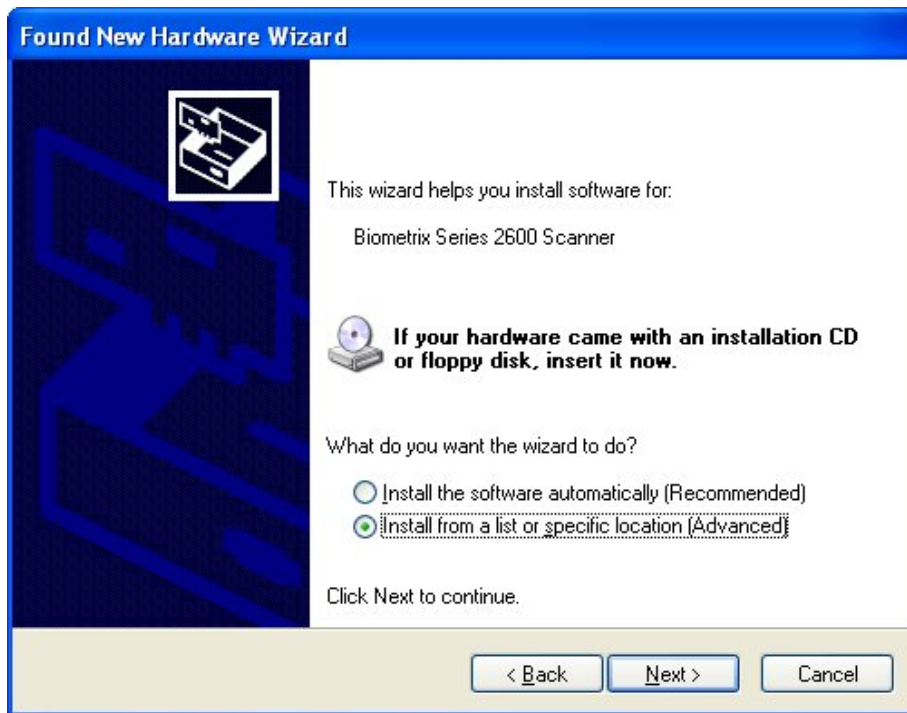 Found New Hardware Wizard
This wizard helps you install software for:
Biometrix Series 2600 Scanner
If your hardware came with an installation CD
or floppy disk, insert it now.
What do you want the wizard to do?
Install the software automatically (Recommended)
Install from a list or specific location (Advanced)
Click Next to continue.
< Back Next > Cancel